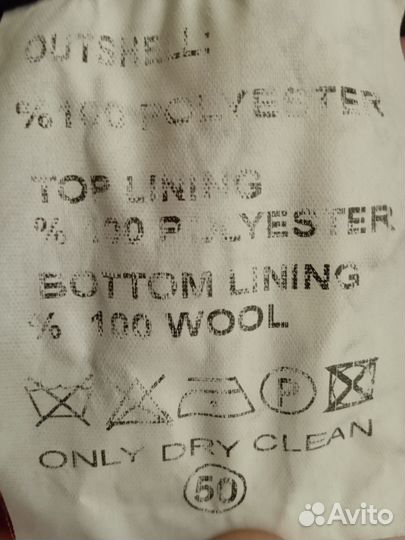 OUTSHELL:
%100 POLYESTER
TOP LINING
% 100 POLYESTER
BOTTOM LINING
% 100 WOOL
P
ONLY DRY CLEAN
50
Avito